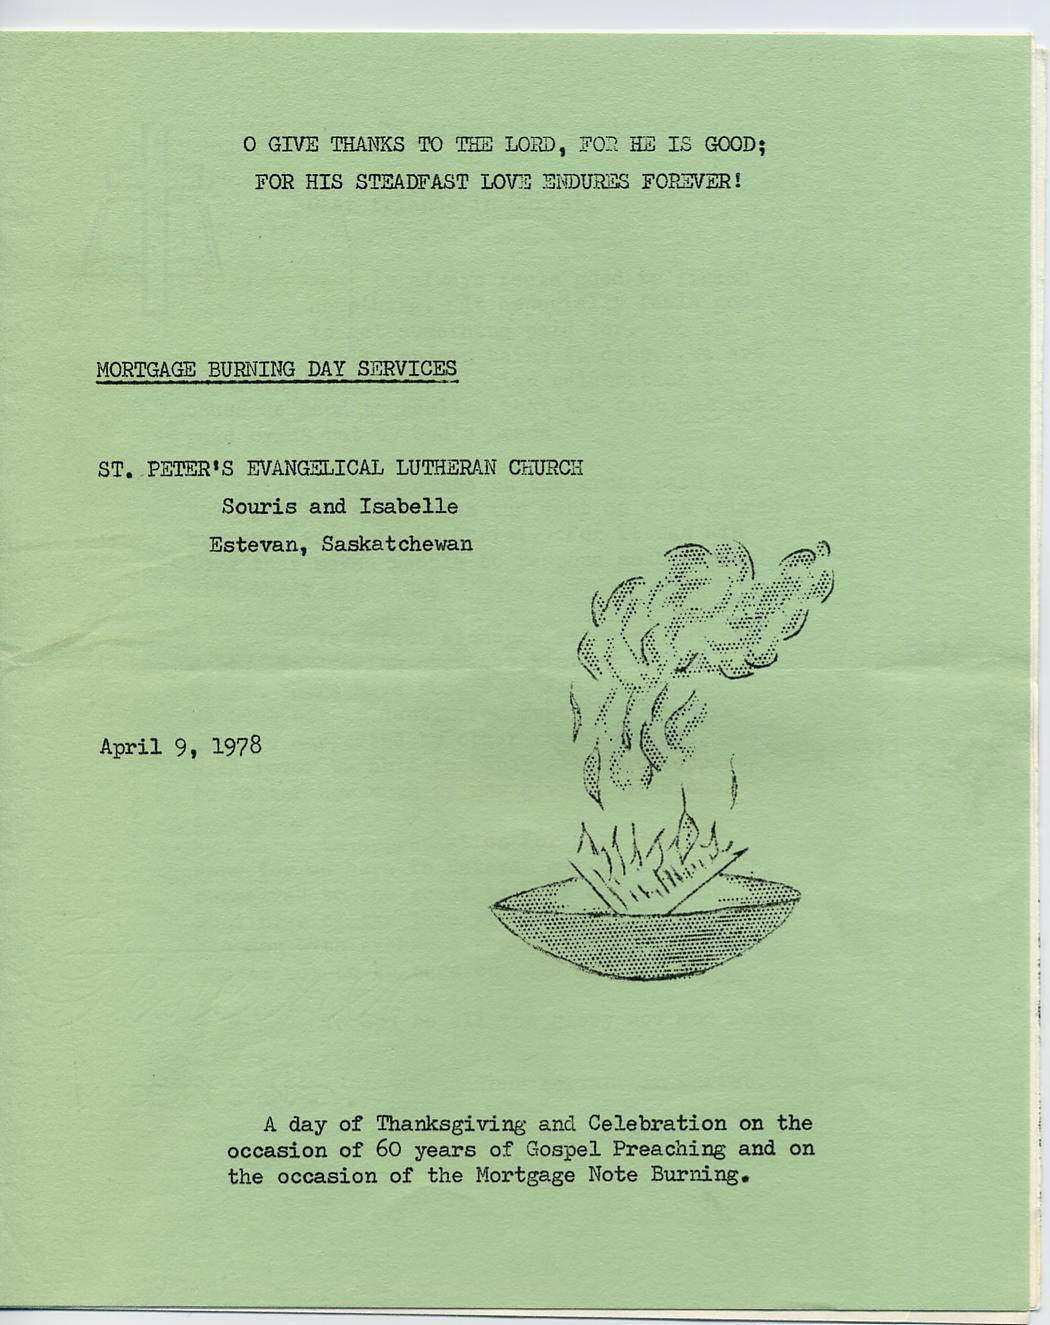 O GIVE THANKS TO THE LORD, FOR HE IS GOOD;
FOR HIS STEADFAST LOVE ENDURES FOREVER!
MORTGAGE BURNING DAY SERVICES
ST. PETER'S EVANGELICAL LUTHERAN CHURCH
Souris and Isabelle
Estevan, Saskatchewan
April 9, 1978
A day of Thanksgiving and Celebration on the
occasion of 60 years of Gospel Preaching and on
the occasion of the Mortgage Note Burning.